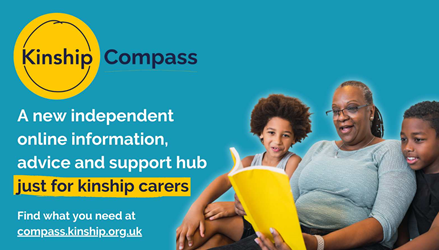 Kinship Compass
A new independent
online information,
advice and support hub
just for kinship carers
Find what you need at
compass.kinship.org.uk